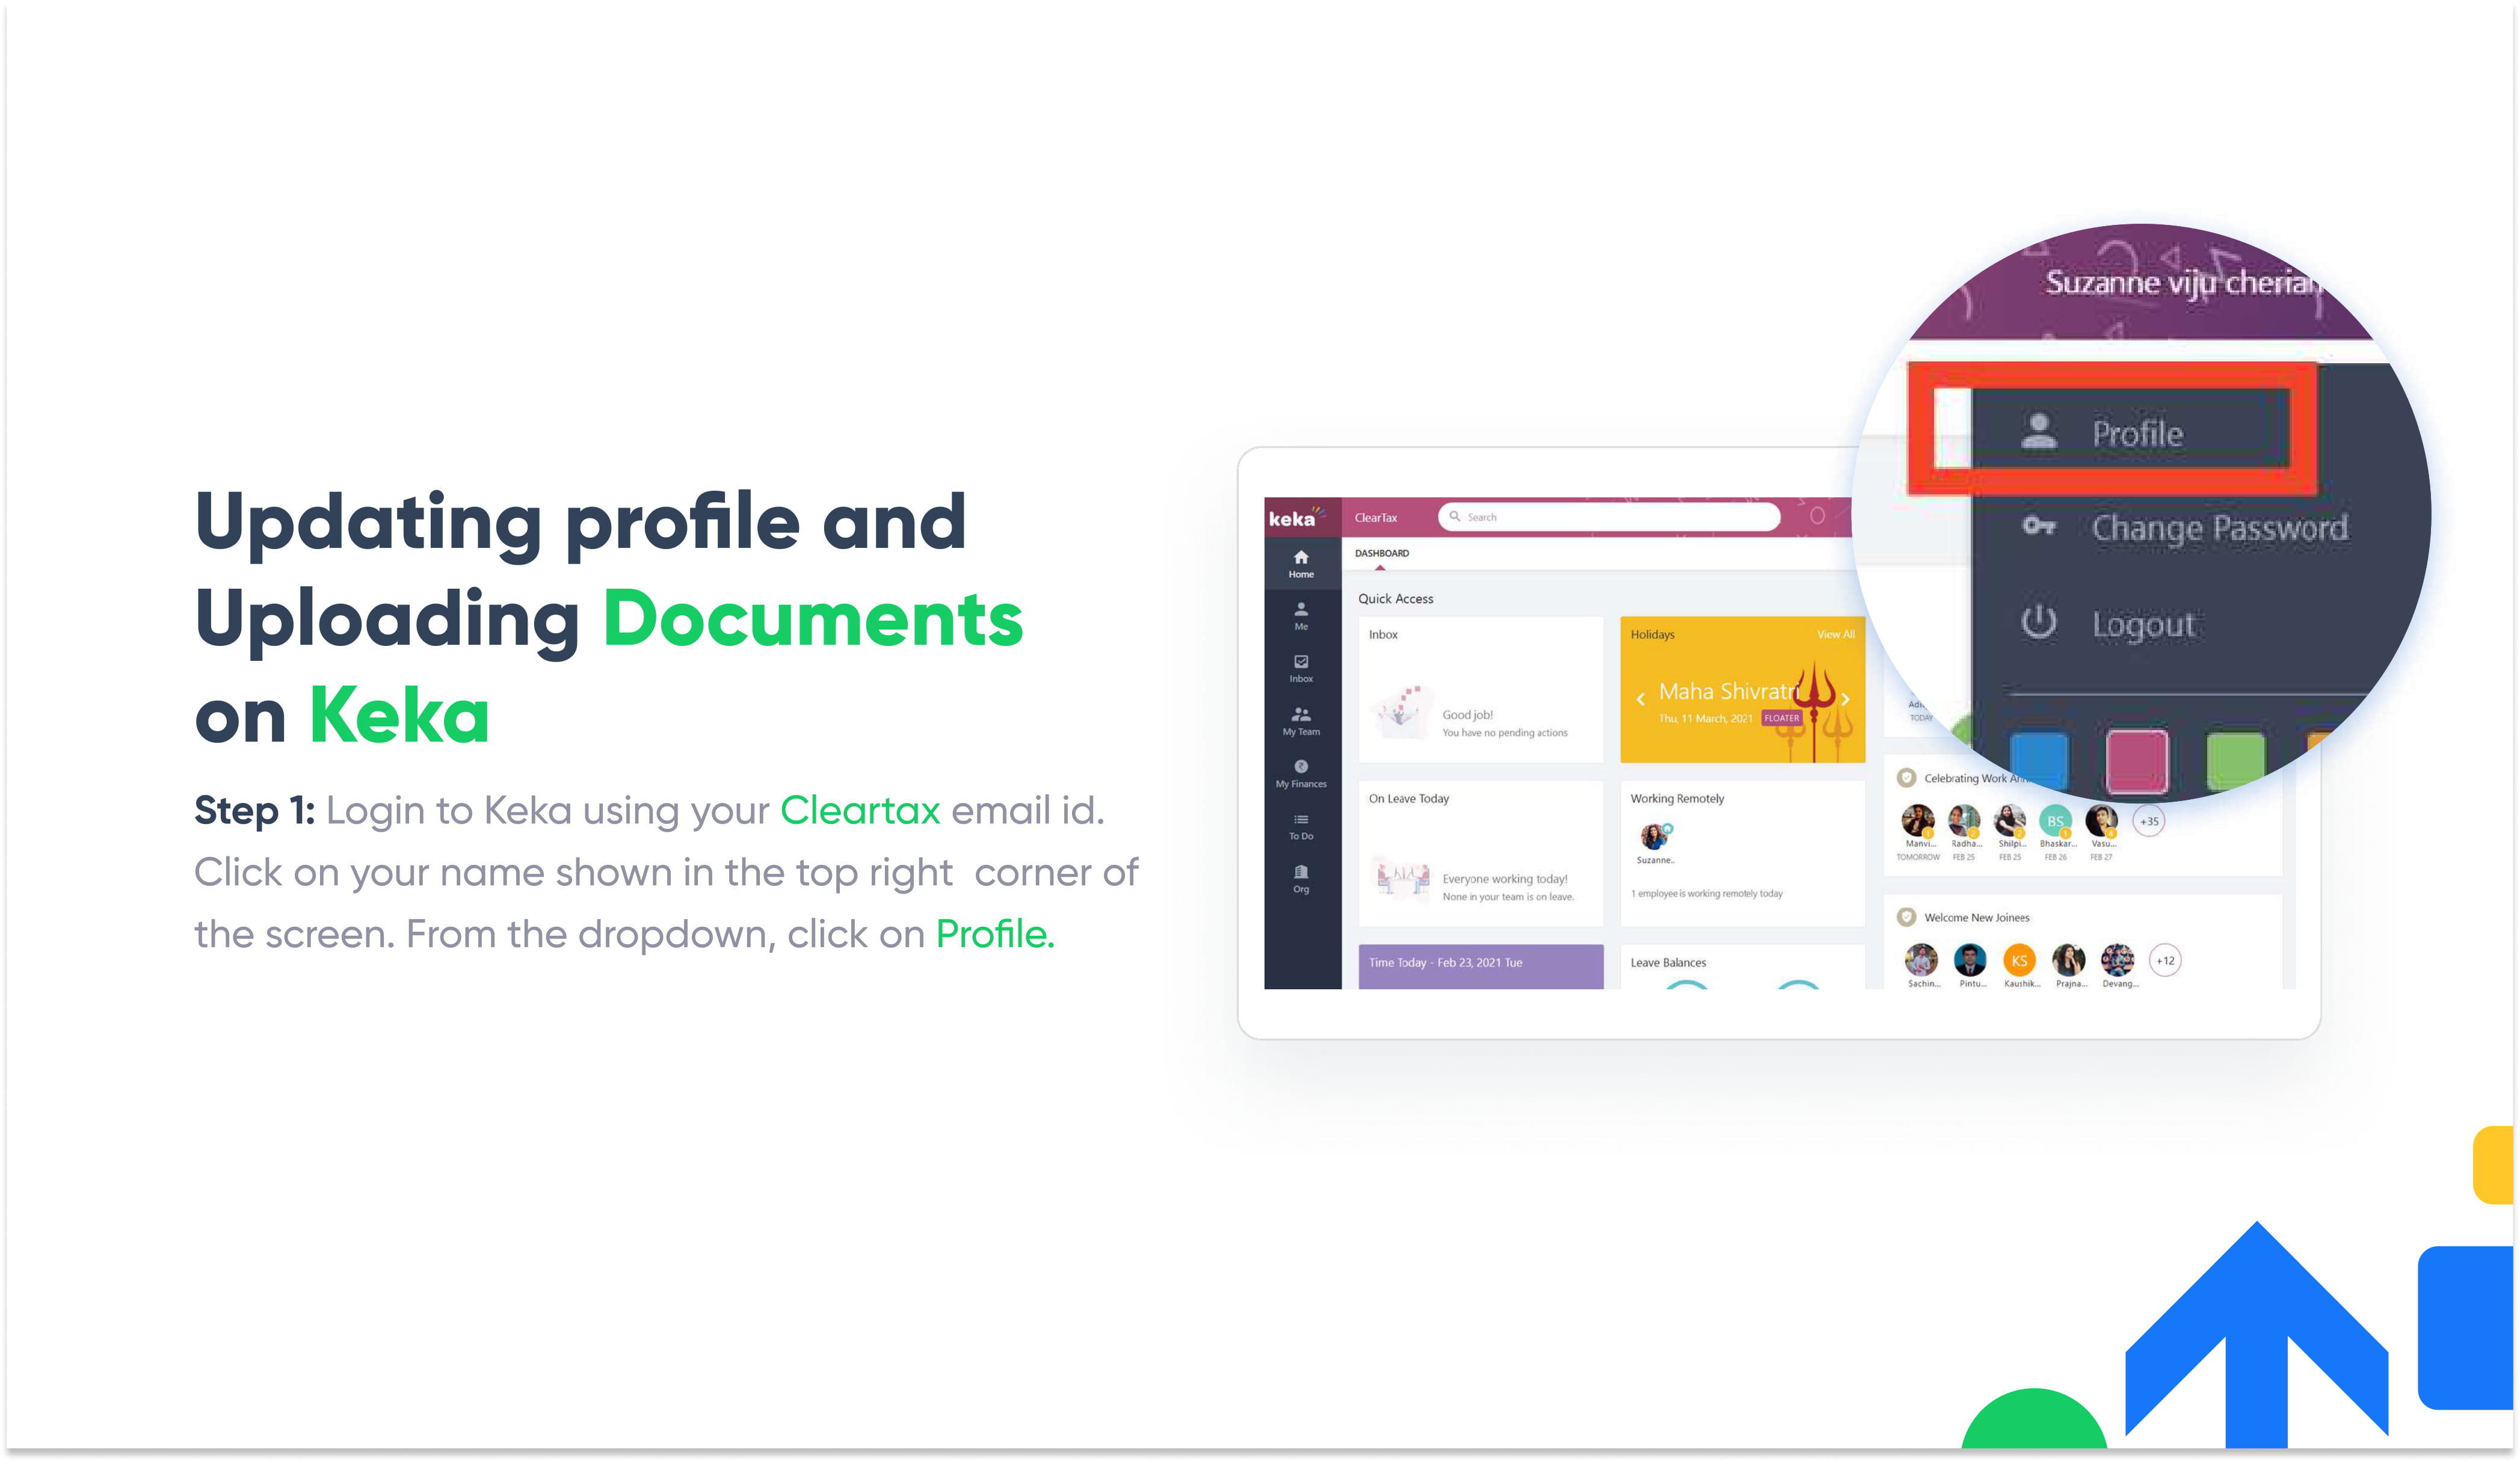 Updating profile and
Uploading Documents
on Keka
Step 1: Login to Keka using your Cleartax email id.
Click on your name shown in the top right corner of
the screen. From the dropdown, click on Profile.
Suzanne viju cherian
Profile
Change Password
Logout
keka
ClearTax
Search
DASHBOARD
Home
Me
Inbox
My Team
My Finances
To Do
Org
Quick Access
Inbox
Good job!
You have no pending actions
Holidays
View All
Maha Shivratri
Thu, 11 March, 2021
FLOATER
On Leave Today
Everyone working today!
None in your team is on leave.
Working Remotely
Suzanne..
1 employee is working remotely today
Time Today - Feb 23, 2021 Tue
Leave Balances
TODAY
Celebrating Work
BS
+35
Manvi... Radha... Shilpi... Bhaskar... Vasu...
TOMORROW FEB 25 FEB 25 FEB 26 FEB 27
Welcome New Joinees
KS
+12
Sachin... Pintu... Kaushik... Prajna... Devang...